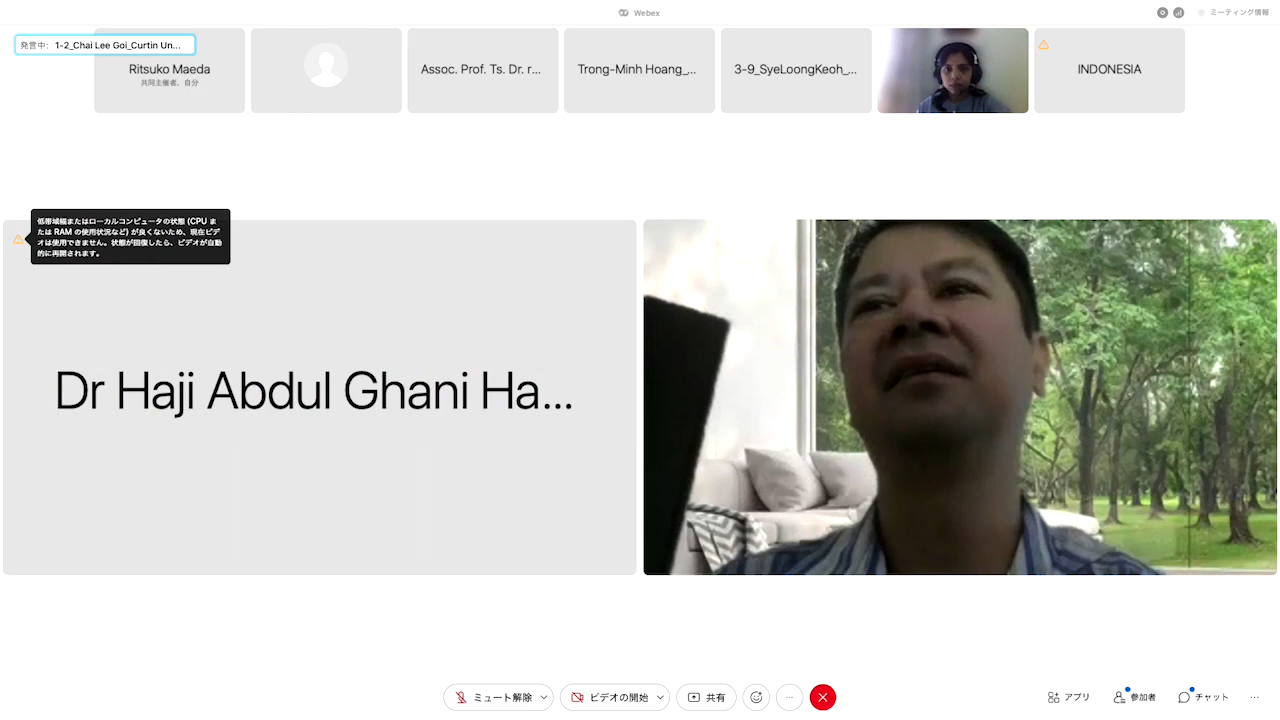 Webex
ミーティング情報
発言中: 1-2_Chai Lee Goi_Curtin Un...
Ritsuko Maeda
共同主催者、自分
Assoc. Prof. Ts. Dr. r...
Trong-Minh Hoang_...
3-9_SyeLoongKeoh_...
INDONESIA
低帯域幅またはローカルコンピュータの状態 (CPU ま
たは RAM の使用状況など) が良くないため、現在ビデ
オは使用できません。状態が回復したら、ビデオが自動
的に再開されます。
Dr Haji Abdul Ghani Ha...
ミュート解除
ビデオの開始
共有
アプリ
参加者
チャット